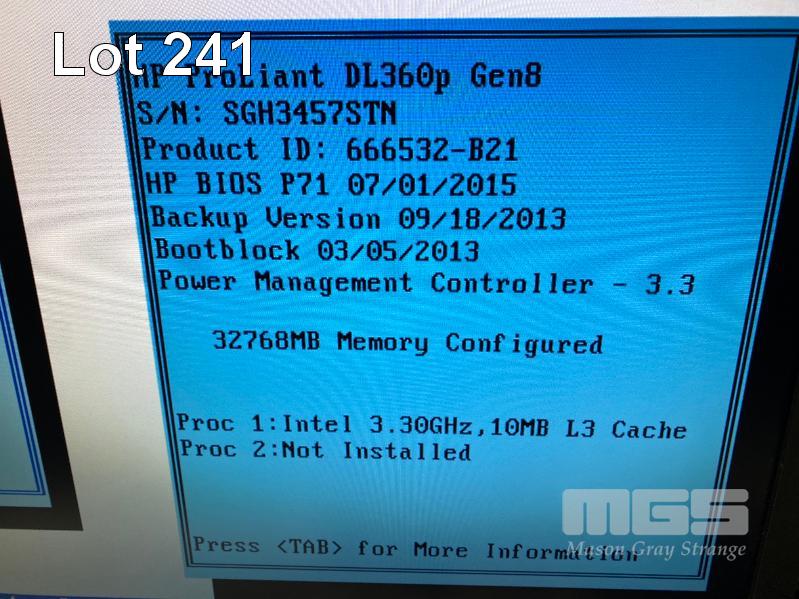 Lot 241
HP ProLiant DL360p Gen8
S/N: SGH3457STN
Product ID: 666532-B21
HP BIOS P71 07/01/2015
Backup Version 09/18/2013
Bootblock 03/05/2013
Power Management Controller - 3.3
32768MB Memory Configured
Proc 1:Intel 3.30GHz,10MB L3 Cache
Proc 2:Not Installed
Press <TAB> for More Information
MGS
Mason Gray Strange